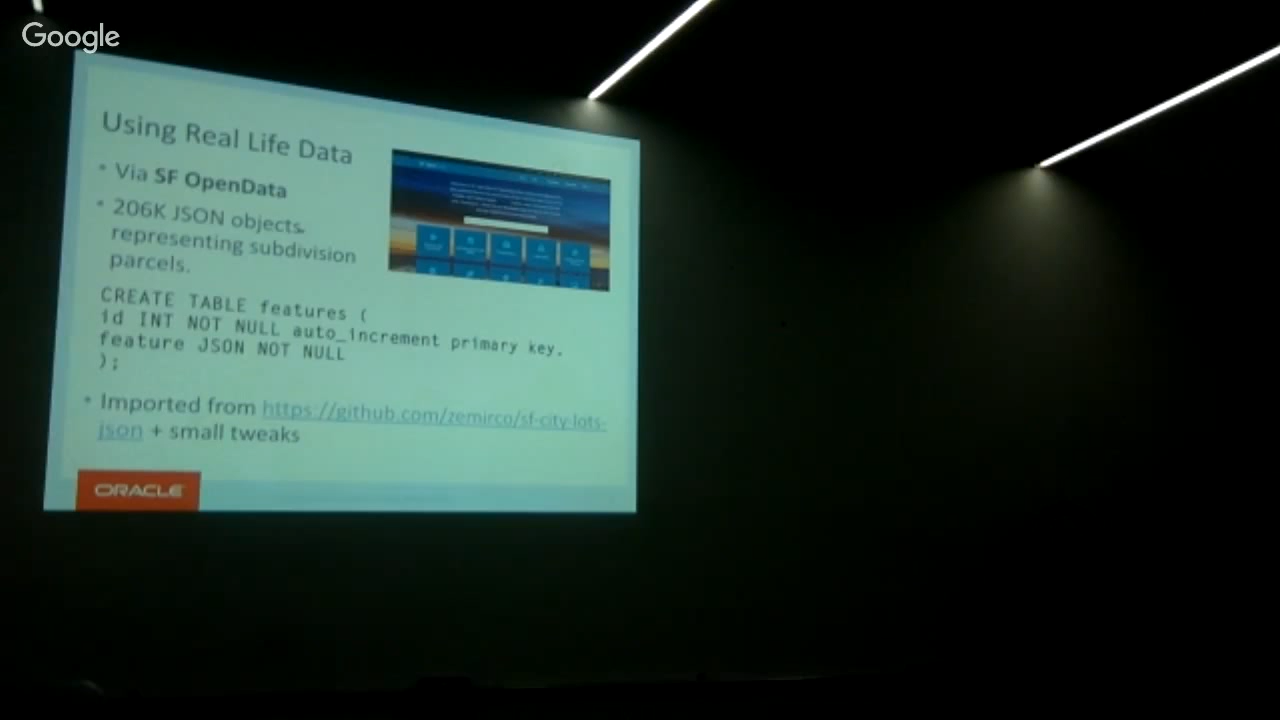 Google
Using Real Life Data
• Via SF OpenData
• 206K JSON objects
representing subdivision
parcels.
CREATE TABLE features (
id INT NOT NULL auto_increment primary key,
feature JSON NOT NULL
);
• Imported from https://github.com/zemirco/sf-city-lots-
json + small tweaks
ORACLE